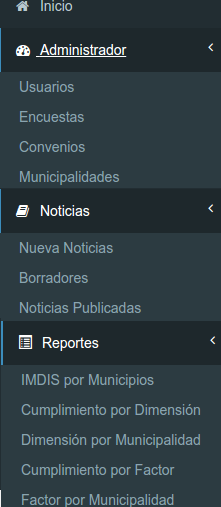 Inicio
Administrador
Usuarios
Encuestas
Convenios
Municipalidades
Noticias
Nueva Noticias
Borradores
Noticias Publicadas
Reportes
IMDIS por Municipios
Cumplimiento por Dimensión
Dimensión por Municipalidad
Cumplimiento por Factor
Factor por Municipalidad